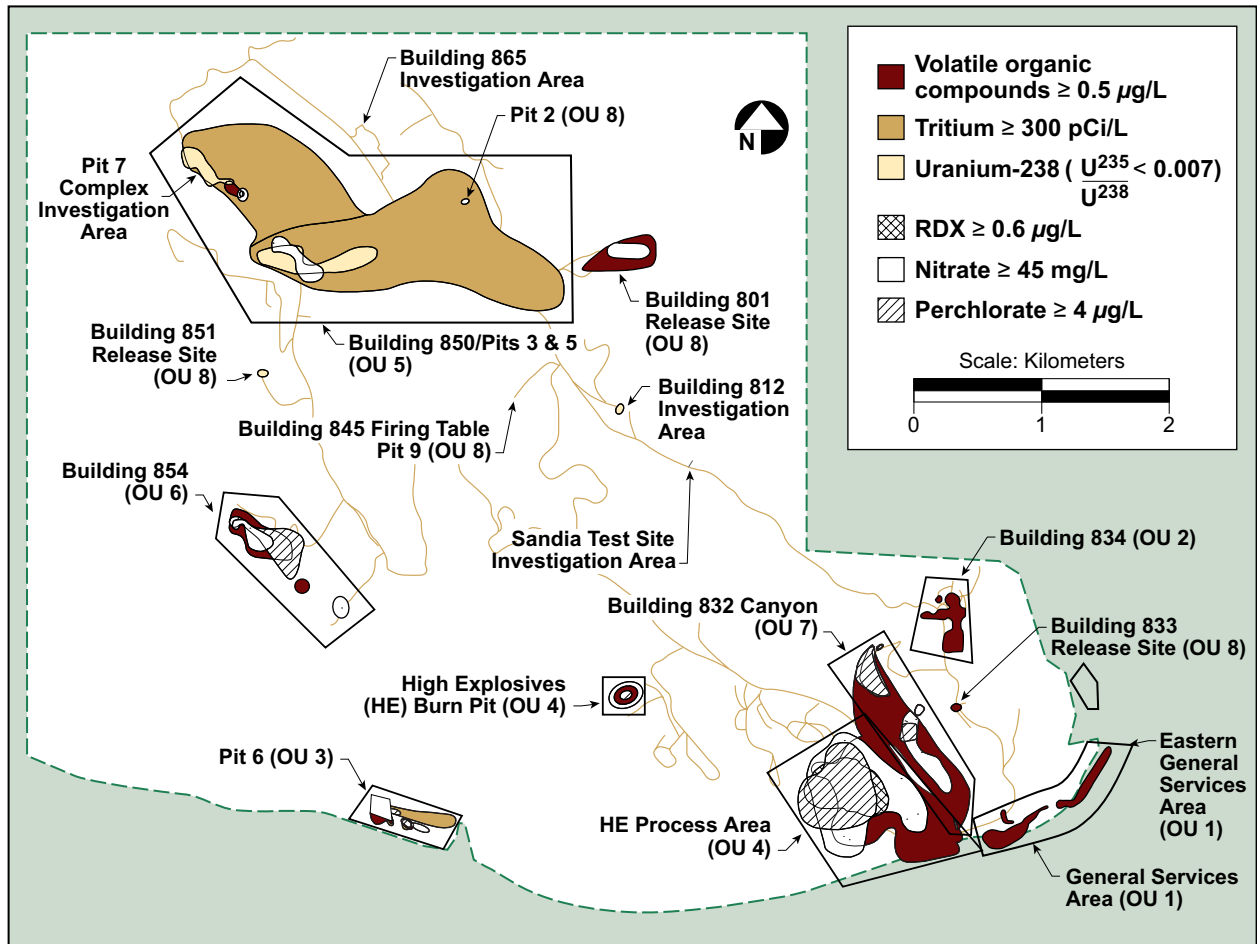 Building 865
Investigation Area
Pit 2 (OU 8)
N
Pit 7
Complex
Investigation
Area
Building 801
Release Site
(OU 8)
Building 851
Release Site
(OU 8)
Building 850/Pits 3 & 5
(OU 5)
Building 812
Investigation
Area
Building 845 Firing Table
Pit 9 (OU 8)
Building 854
(OU 6)
Sandia Test Site
Investigation Area
Building 834 (OU 2)
Building 832 Canyon
(OU 7)
Building 833
Release Site (OU 8)
High Explosives
(HE) Burn Pit (OU 4)
Pit 6 (OU 3)
Eastern
General
Services
Area
(OU 1)
HE Process Area
(OU 4)
General Services
Area (OU 1)
Volatile organic
compounds ≥ 0.5 µg/L
Tritium ≥ 300 pCi/L
Uranium-238 ( U²³⁵ < 0.007)
U²³⁸
RDX ≥ 0.6 µg/L
Nitrate ≥ 45 mg/L
Perchlorate ≥ 4 µg/L
Scale: Kilometers
0 1 2